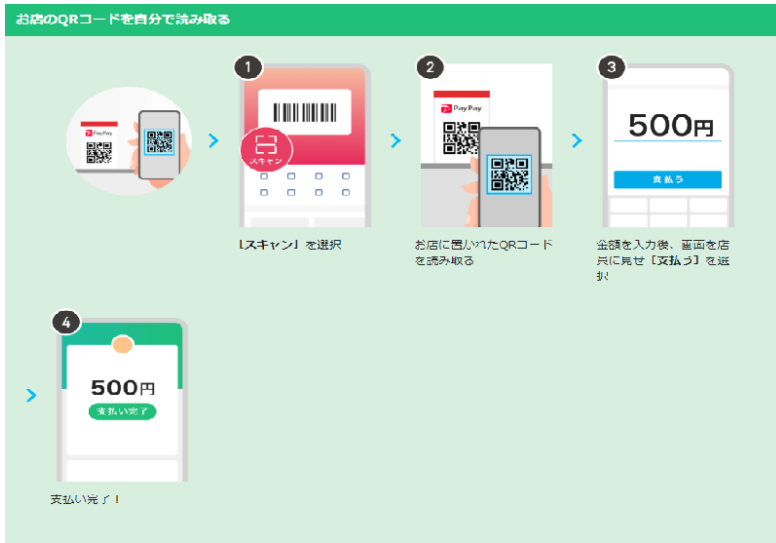 お店のQRコードを自分で読み取る
PayPay
1
スキャン
［スキャン］を選択
2
PayPay
お店に置かれたQRコード
を読み取る
3
500円
支払う
金額を入力後、画面を店
員に見せ［支払う］を選
択
4
500円
支払い完了
支払い完了！